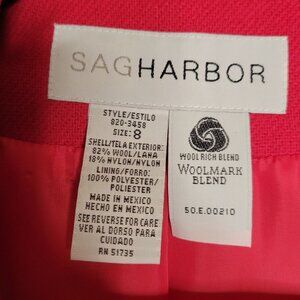 SAGHARBOR
STYLE/ESTILO
820-3458
SIZE: 8
SHELL/TELA EXTERIOR:
82% WOOL/LANA
18% NYLON/NYLON
LINING/FORRO:
100% POLYESTER/
POLIESTER
MADE IN MEXICO
HECHO EN MEXICO
SEE REVERSE FOR CARE
VER AL DORSO PARA
CUIDADO
RN 51735
WOOL RICH BLEND
WOOLMARK
BLEND
50.E.00210